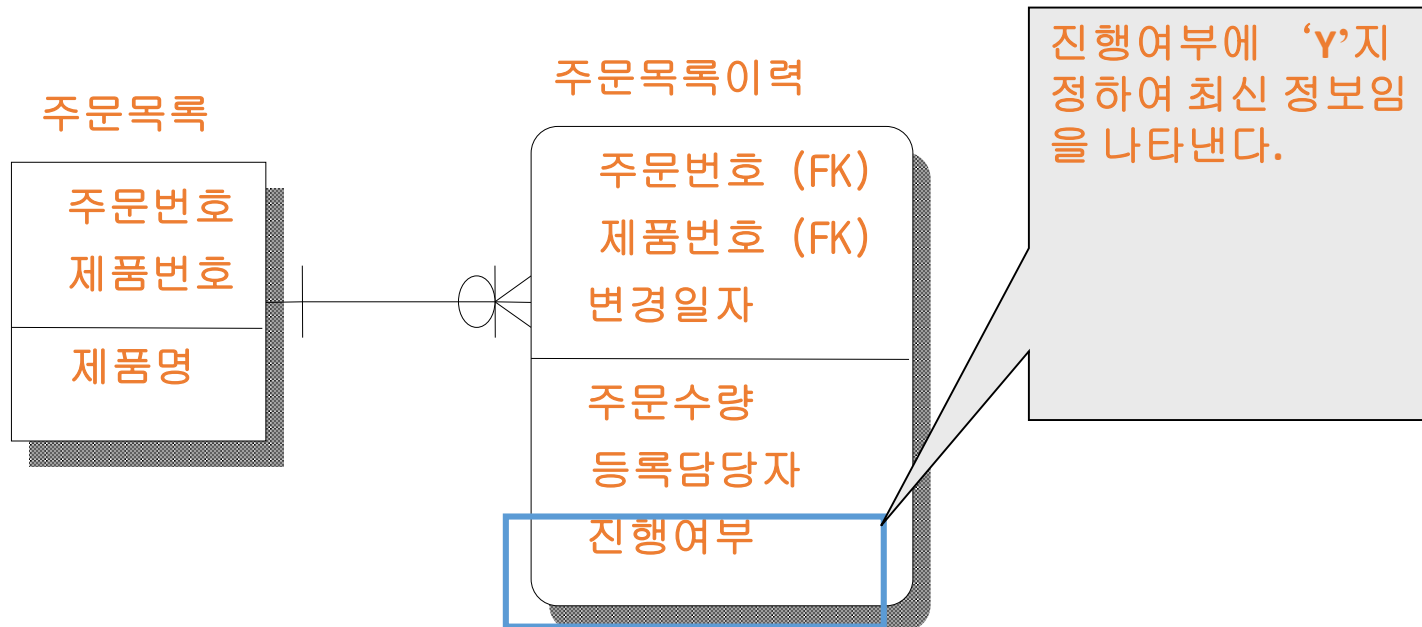 주문목록
주문번호
제품번호
제품명
주문목록이력
주문번호 (FK)
제품번호 (FK)
변경일자
주문수량
등록담당자
진행여부
진행여부에 ‘Y’지
정하여 최신 정보임
을 나타낸다.